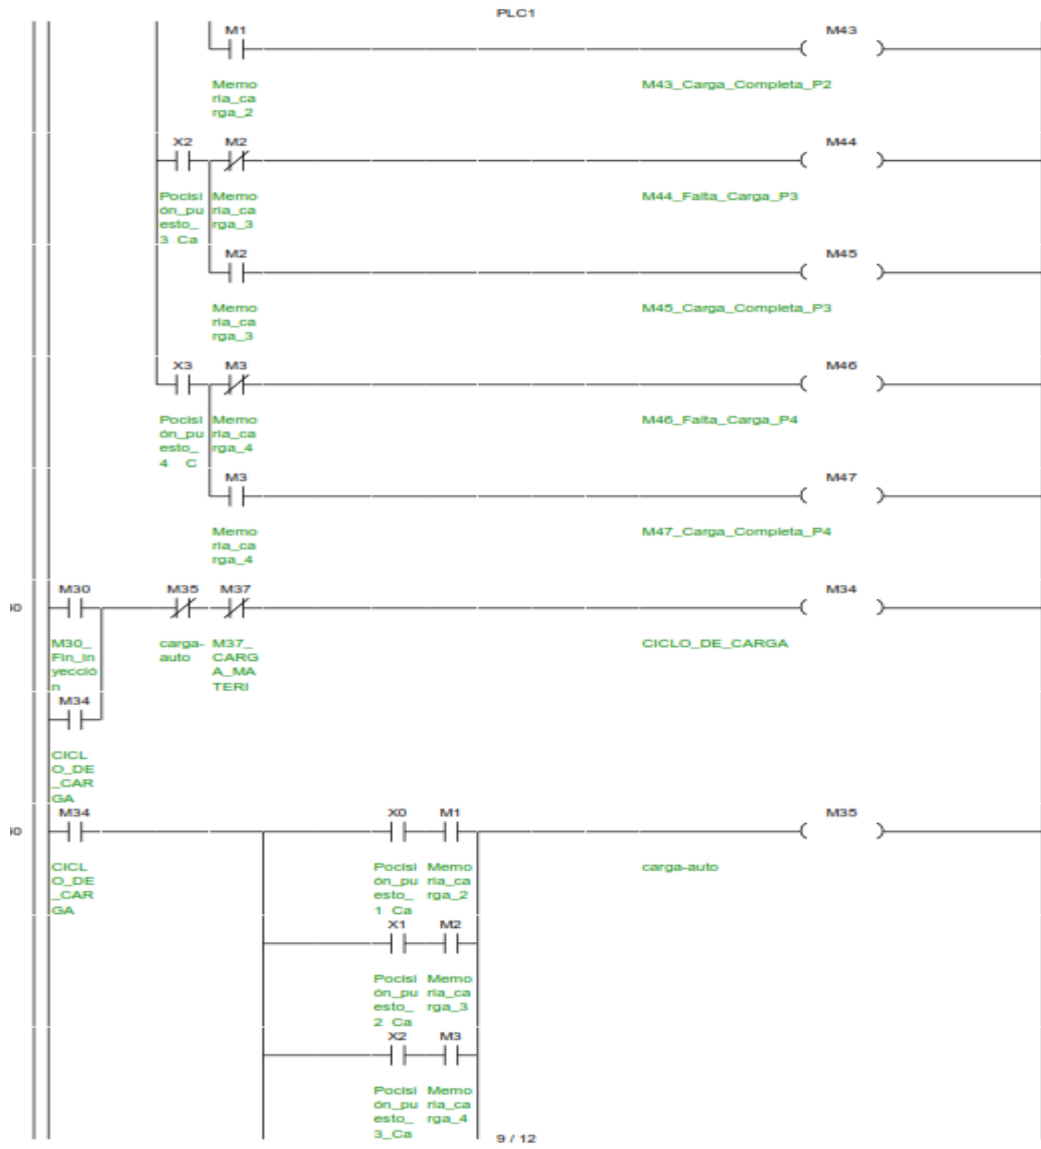 PLC1
M1 M43
Memo
ria_ca
rga_2
M43_Carga_Completa_P2
X2 M2 M44
Pocisi Memo
ón_pu ria_ca
esto_ rga_3
3 Ca
M44_Falta_Carga_P3
M2 M45
Memo
ria_ca
rga_3
M45_Carga_Completa_P3
X3 M3 M46
Pocisi Memo
ón_pu ria_ca
esto_ rga_4
4 C
M46_Falta_Carga_P4
M3 M47
Memo
ria_ca
rga_4
M47_Carga_Completa_P4
M30 M35 M37 M34
M30_ carga- M37_
Fin_in auto CARG
yecció A_MA
n TERI
CICLO_DE_CARGA
M34
CICL
O_DE
_CAR
GA
M34 X0 M1 M35
CICL Pocisi Memo
O_DE ón_pu ria_ca
_CAR esto_ rga_2
GA 1 Ca
carga-auto
X1 M2
Pocisi Memo
ón_pu ria_ca
esto_ rga_3
2 Ca
X2 M3
Pocisi Memo
ón_pu ria_ca
esto_ rga_4
3_Ca
9 / 12